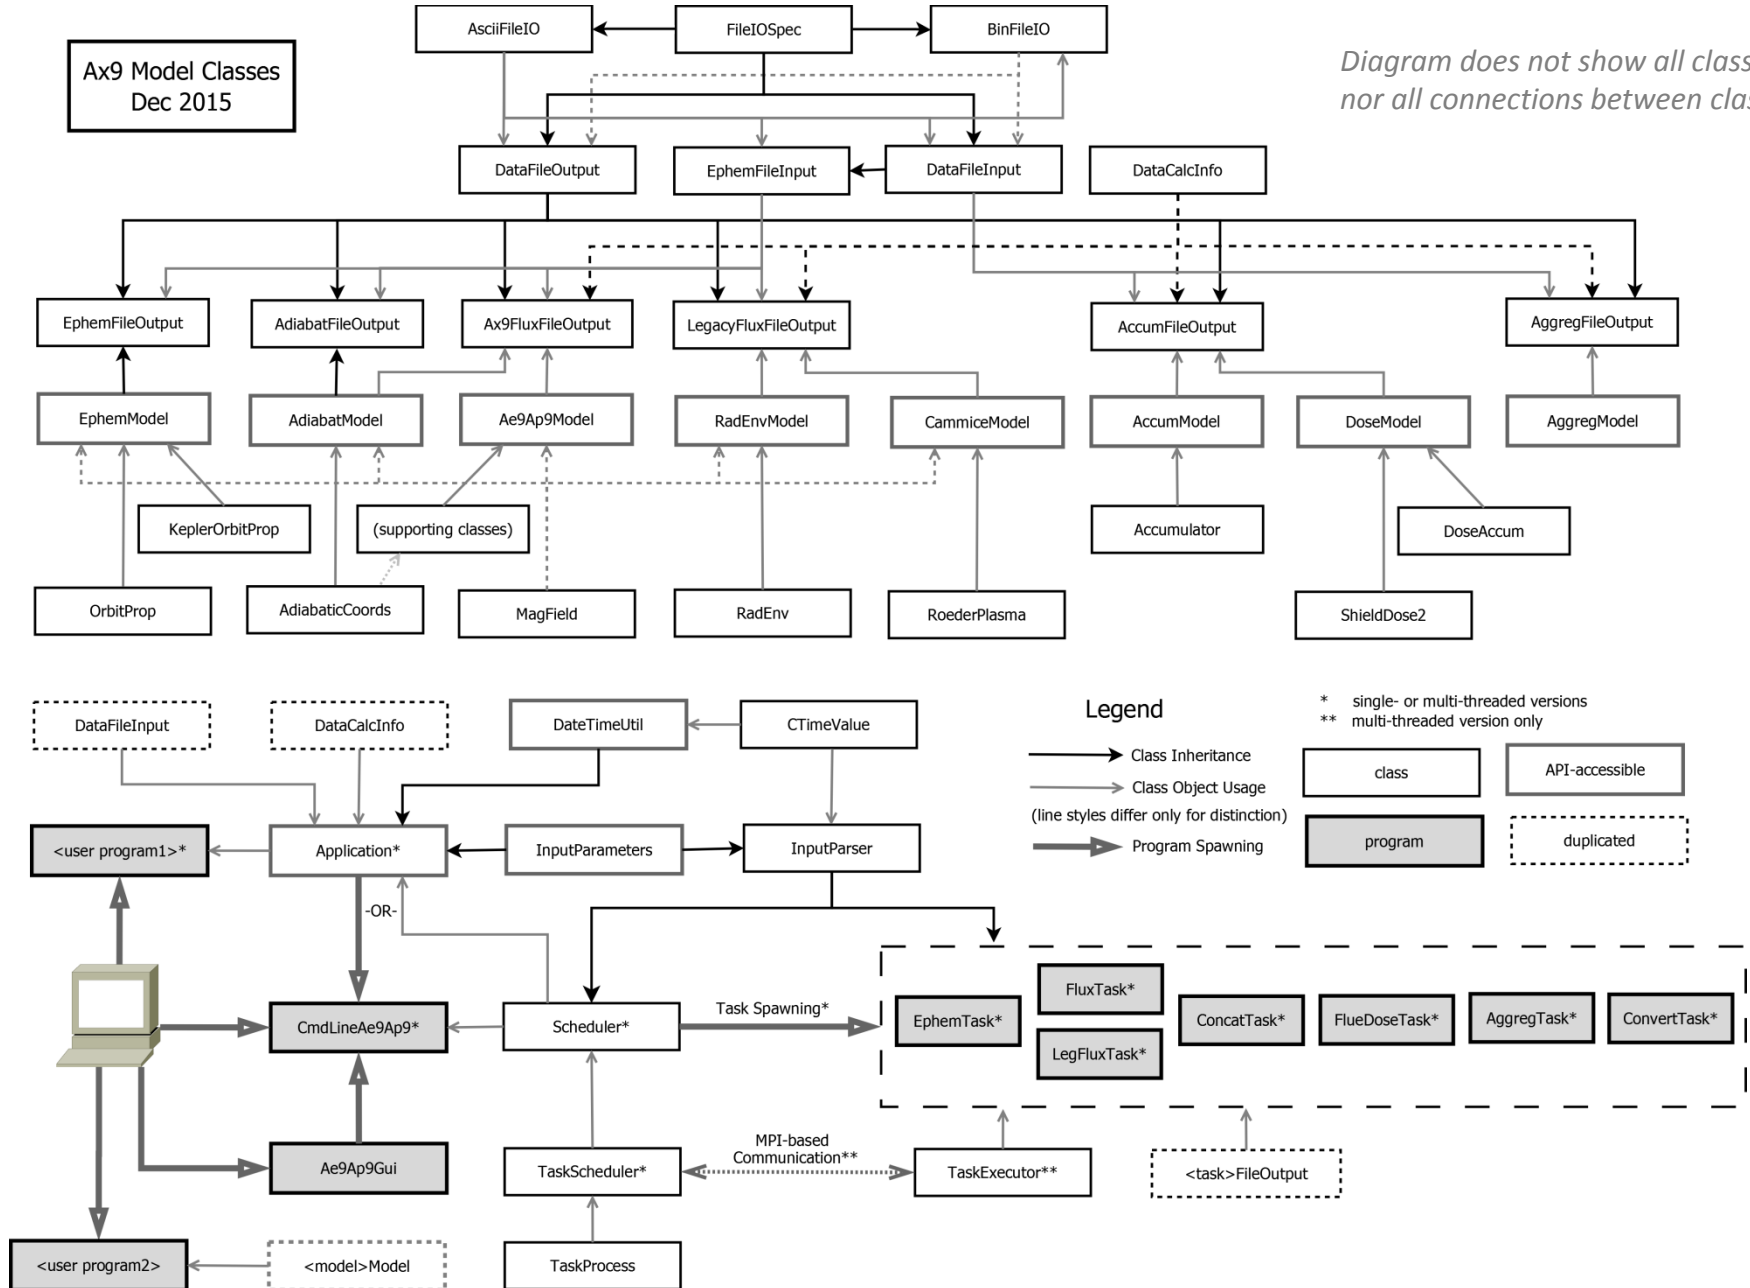 AsciiFileIO
FileIOSpec
BinFileIO
Ax9 Model Classes
Dec 2015
Diagram does not show all class
nor all connections between clas
DataFileOutput
EphemFileInput
DataFileInput
DataCalcInfo
EphemFileOutput
AdiabatFileOutput
Ax9FluxFileOutput
LegacyFluxFileOutput
AccumFileOutput
AggregFileOutput
EphemModel
AdiabatModel
Ae9Ap9Model
RadEnvModel
CammiceModel
AccumModel
DoseModel
AggregModel
KeplerOrbitProp
(supporting classes)
Accumulator
DoseAccum
OrbitProp
AdiabaticCoords
MagField
RadEnv
RoederPlasma
ShieldDose2
DataFileInput
DataCalcInfo
DateTimeUtil
CTimeValue
Legend
* single- or multi-threaded versions
** multi-threaded version only
Class Inheritance
Class Object Usage
(line styles differ only for distinction)
Program Spawning
class
API-accessible
program
duplicated
<user program1>*
Application*
InputParameters
InputParser
-OR-
CmdLineAe9Ap9*
Scheduler*
Task Spawning*
EphemTask*
FluxTask*
LegFluxTask*
ConcatTask*
FlueDoseTask*
AggregTask*
ConvertTask*
Ae9Ap9Gui
TaskScheduler*
MPI-based
Communication**
TaskExecutor**
<task>FileOutput
<user program2>
<model>Model
TaskProcess